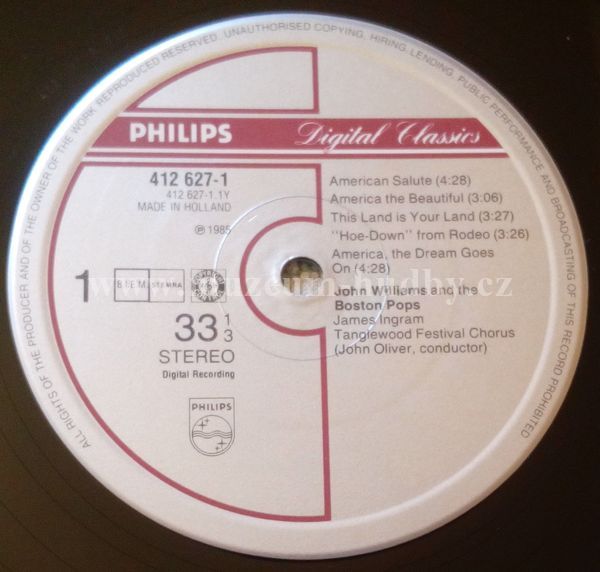 ALL RIGHTS OF THE PRODUCER AND OF THE OWNER OF THE WORK REPRODUCED RESERVED. UNAUTHORISED COPYING, HIRING, LENDING, PUBLIC PERFORMANCE AND BROADCASTING OF THIS RECORD PROHIBITED
PHILIPS Digital Classics
412 627-1
412 627-1.1Y
MADE IN HOLLAND
℗ 1985
1
B.I.E.M. STEMRA
33 1/3
STEREO
Digital Recording
PHILIPS
American Salute (4:28)
America the Beautiful (3:06)
This Land is Your Land (3:27)
"Hoe-Down" from Rodeo (3:26)
America, the Dream Goes
On (4:28)
John Williams and the
Boston Pops
James Ingram
Tanglewood Festival Chorus
(John Oliver, conductor)